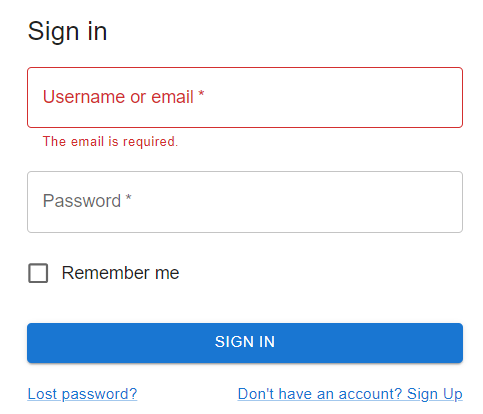 Sign in
Username or email *
The email is required.
Password *
Remember me
SIGN IN
Lost password? Don't have an account? Sign Up